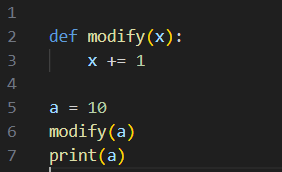 1
2 def modify(x):
3     x += 1
4
5 a = 10
6 modify(a)
7 print(a)